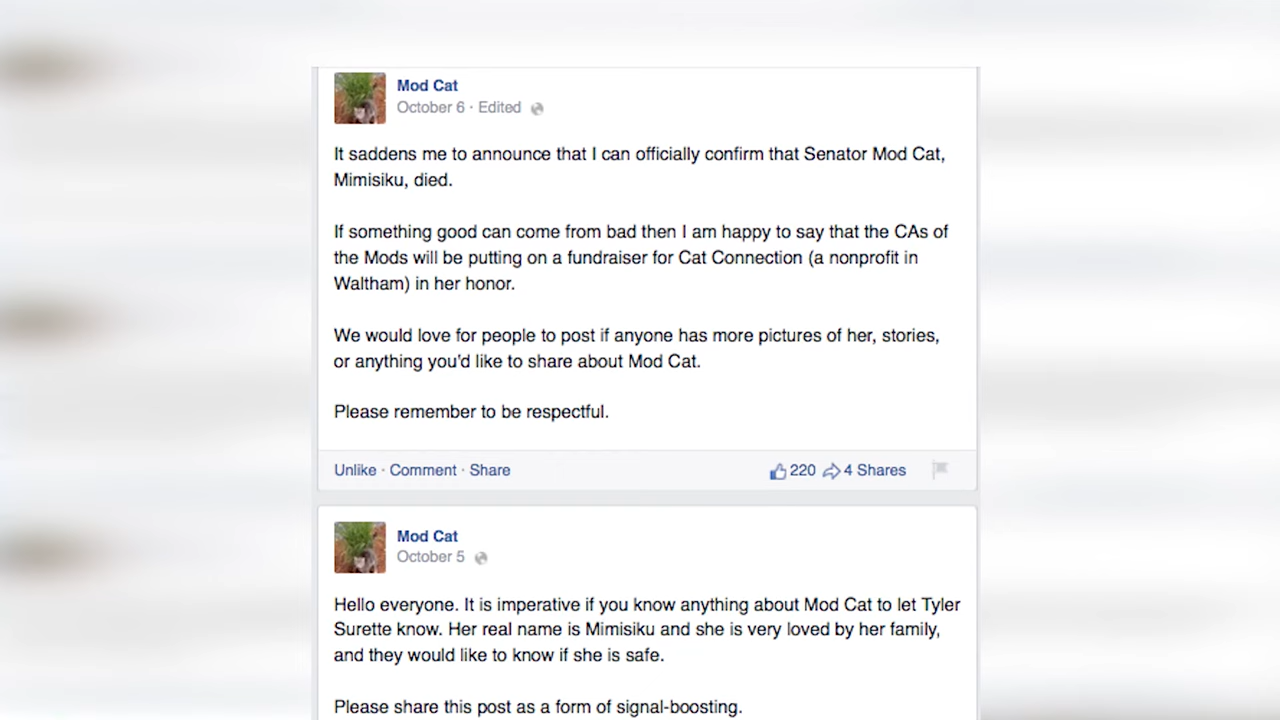 Mod Cat
October 6 · Edited
It saddens me to announce that I can officially confirm that Senator Mod Cat,
Mimisiku, died.
If something good can come from bad then I am happy to say that the CAs of
the Mods will be putting on a fundraiser for Cat Connection (a nonprofit in
Waltham) in her honor.
We would love for people to post if anyone has more pictures of her, stories,
or anything you'd like to share about Mod Cat.
Please remember to be respectful.
Unlike · Comment · Share 220 4 Shares
Mod Cat
October 5
Hello everyone. It is imperative if you know anything about Mod Cat to let Tyler
Surette know. Her real name is Mimisiku and she is very loved by her family,
and they would like to know if she is safe.
Please share this post as a form of signal-boosting.